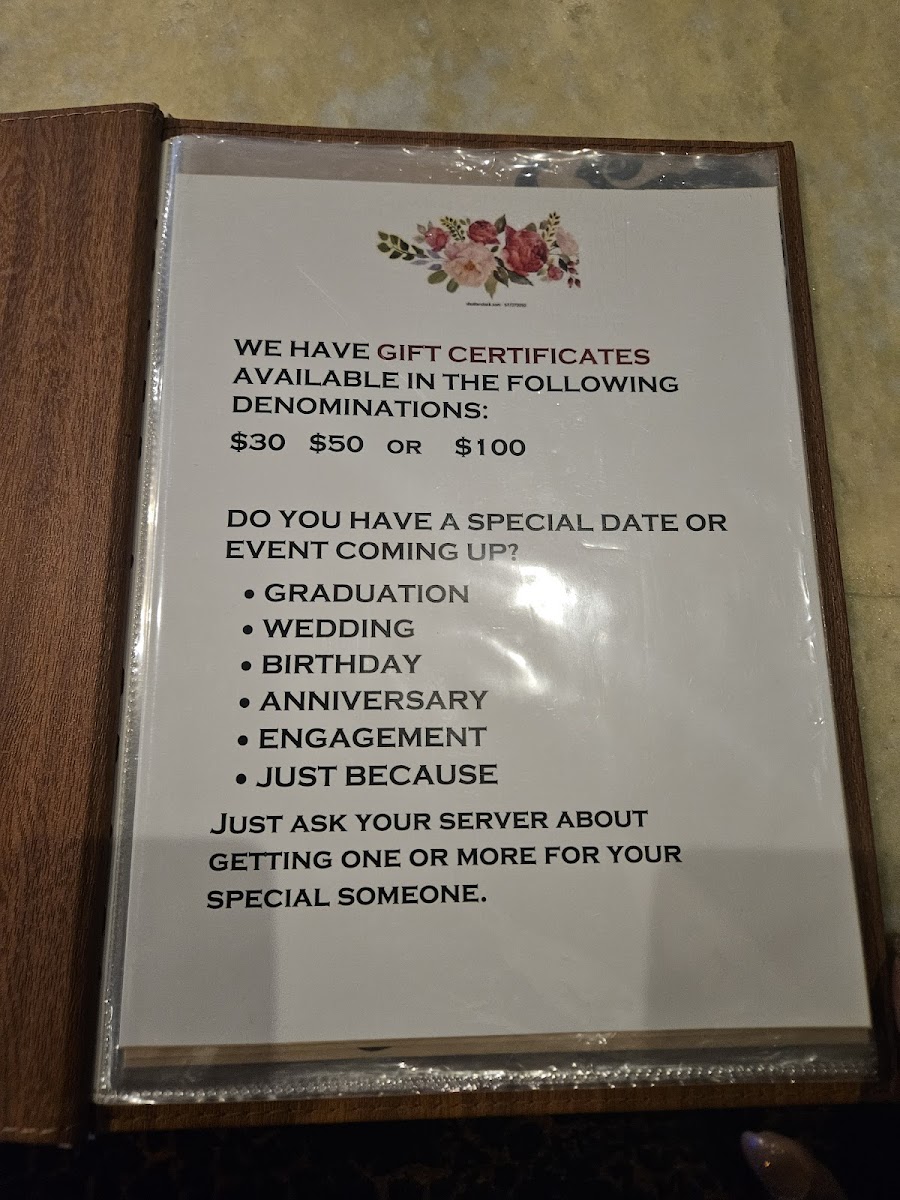 WE HAVE GIFT CERTIFICATES
AVAILABLE IN THE FOLLOWING
DENOMINATIONS:
$30 $50 OR $100
DO YOU HAVE A SPECIAL DATE OR
EVENT COMING UP?
• GRADUATION
• WEDDING
• BIRTHDAY
• ANNIVERSARY
• ENGAGEMENT
• JUST BECAUSE
JUST ASK YOUR SERVER ABOUT
GETTING ONE OR MORE FOR YOUR
SPECIAL SOMEONE.